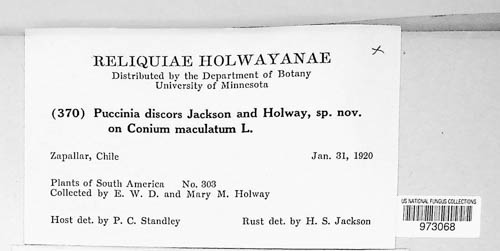 RELIQUIAE HOLWAYANAE
Distributed by the Department of Botany
University of Minnesota
(370) Puccinia discors Jackson and Holway, sp. nov.
on Conium maculatum L.
Zapallar, Chile Jan. 31, 1920
Plants of South America No. 303
Collected by E. W. D. and Mary M. Holway
Host det. by P. C. Standley Rust det. by H. S. Jackson
US NATIONAL FUNGUS COLLECTIONS
973068